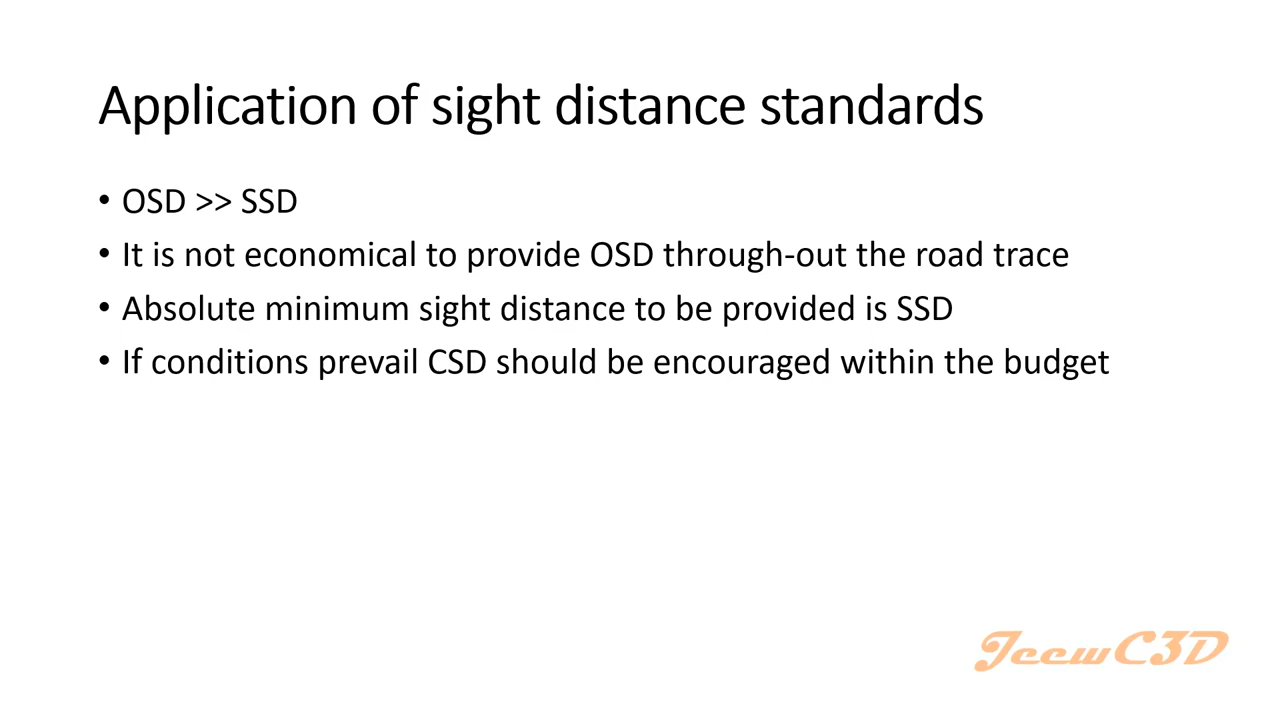 Application of sight distance standards
• OSD >> SSD
• It is not economical to provide OSD through-out the road trace
• Absolute minimum sight distance to be provided is SSD
• If conditions prevail CSD should be encouraged within the budget
JeewC3D